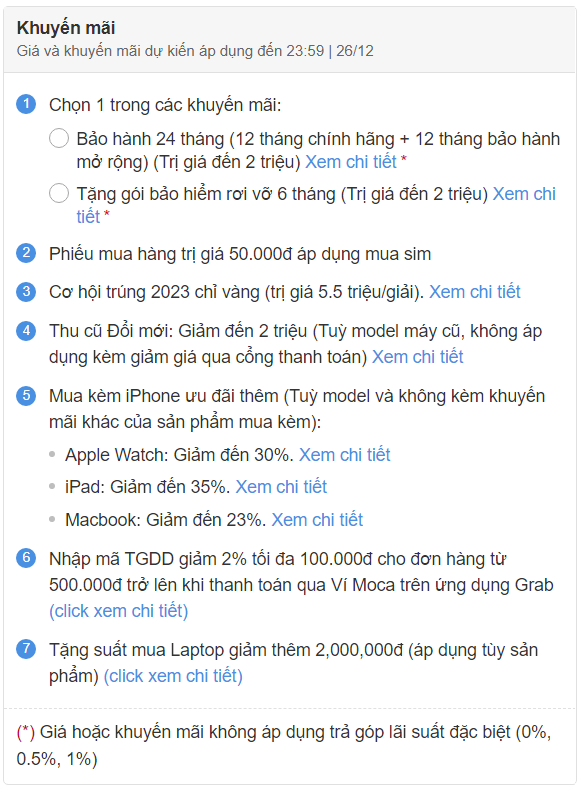 Khuyến mãi
Giá và khuyến mãi dự kiến áp dụng đến 23:59 | 26/12
1 Chọn 1 trong các khuyến mãi:
Bảo hành 24 tháng (12 tháng chính hãng + 12 tháng bảo hành
mở rộng) (Trị giá đến 2 triệu) Xem chi tiết *
Tặng gói bảo hiểm rơi vỡ 6 tháng (Trị giá đến 2 triệu) Xem chi
tiết *
2 Phiếu mua hàng trị giá 50.000đ áp dụng mua sim
3 Cơ hội trúng 2023 chỉ vàng (trị giá 5.5 triệu/giải). Xem chi tiết
4 Thu cũ Đổi mới: Giảm đến 2 triệu (Tuỳ model máy cũ, không áp
dụng kèm giảm giá qua cổng thanh toán) Xem chi tiết
5 Mua kèm iPhone ưu đãi thêm (Tuỳ model và không kèm khuyến
mãi khác của sản phẩm mua kèm):
Apple Watch: Giảm đến 30%. Xem chi tiết
iPad: Giảm đến 35%. Xem chi tiết
Macbook: Giảm đến 23%. Xem chi tiết
6 Nhập mã TGDD giảm 2% tối đa 100.000đ cho đơn hàng từ
500.000đ trở lên khi thanh toán qua Ví Moca trên ứng dụng Grab
(click xem chi tiết)
7 Tặng suất mua Laptop giảm thêm 2,000,000đ (áp dụng tùy sản
phẩm) (click xem chi tiết)
(*) Giá hoặc khuyến mãi không áp dụng trả góp lãi suất đặc biệt (0%,
0.5%, 1%)